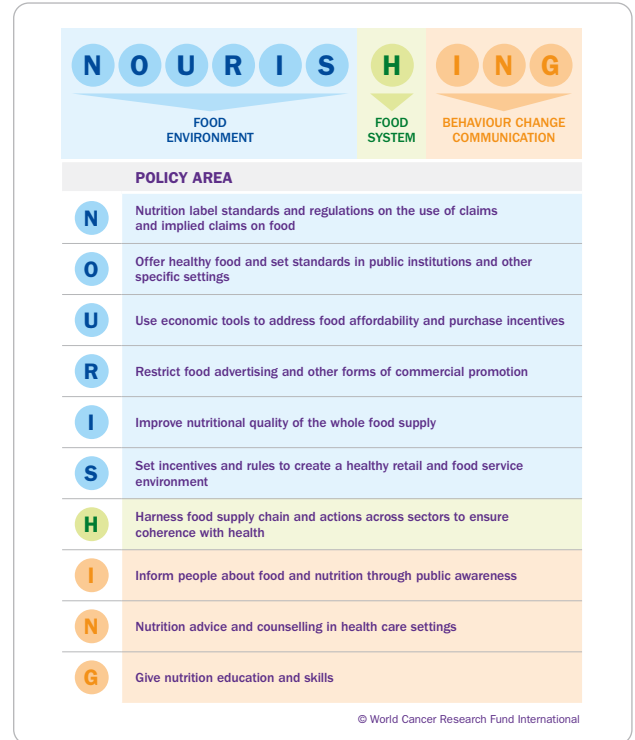 N O U R I S H I N G
FOOD
ENVIRONMENT
FOOD
SYSTEM
BEHAVIOUR CHANGE
COMMUNICATION
POLICY AREA
N
Nutrition label standards and regulations on the use of claims
and implied claims on food
O
Offer healthy food and set standards in public institutions and other
specific settings
U
Use economic tools to address food affordability and purchase incentives
R
Restrict food advertising and other forms of commercial promotion
I
Improve nutritional quality of the whole food supply
S
Set incentives and rules to create a healthy retail and food service
environment
H
Harness food supply chain and actions across sectors to ensure
coherence with health
I
Inform people about food and nutrition through public awareness
N
Nutrition advice and counselling in health care settings
G
Give nutrition education and skills
© World Cancer Research Fund International